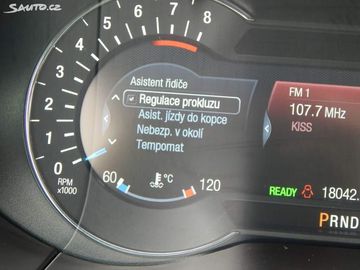 Sauto.cz
7
6
5
4
3
2
1
0
RPM
x1000
Asistent řidiče
Regulace prokluzu
Asist. jízdy do kopce
Nebezp. v okolí
Tempomat
60
°C
120
FM 1
107.7 MHz
KISS
READY
18042.
PRND